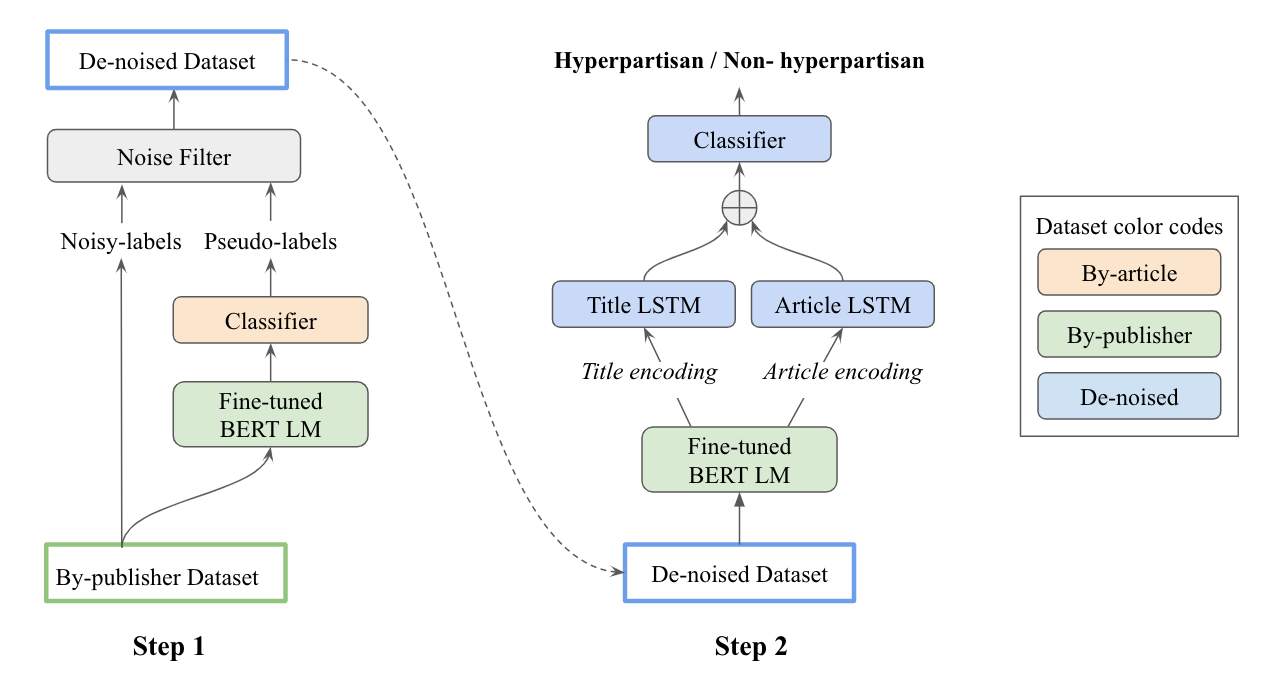 De-noised Dataset
Noise Filter
Noisy-labels
Pseudo-labels
Classifier
Fine-tuned
BERT LM
By-publisher Dataset
Step 1
Hyperpartisan / Non- hyperpartisan
Classifier
Title LSTM
Article LSTM
Title encoding
Article encoding
Fine-tuned
BERT LM
De-noised Dataset
Step 2
Dataset color codes
By-article
By-publisher
De-noised